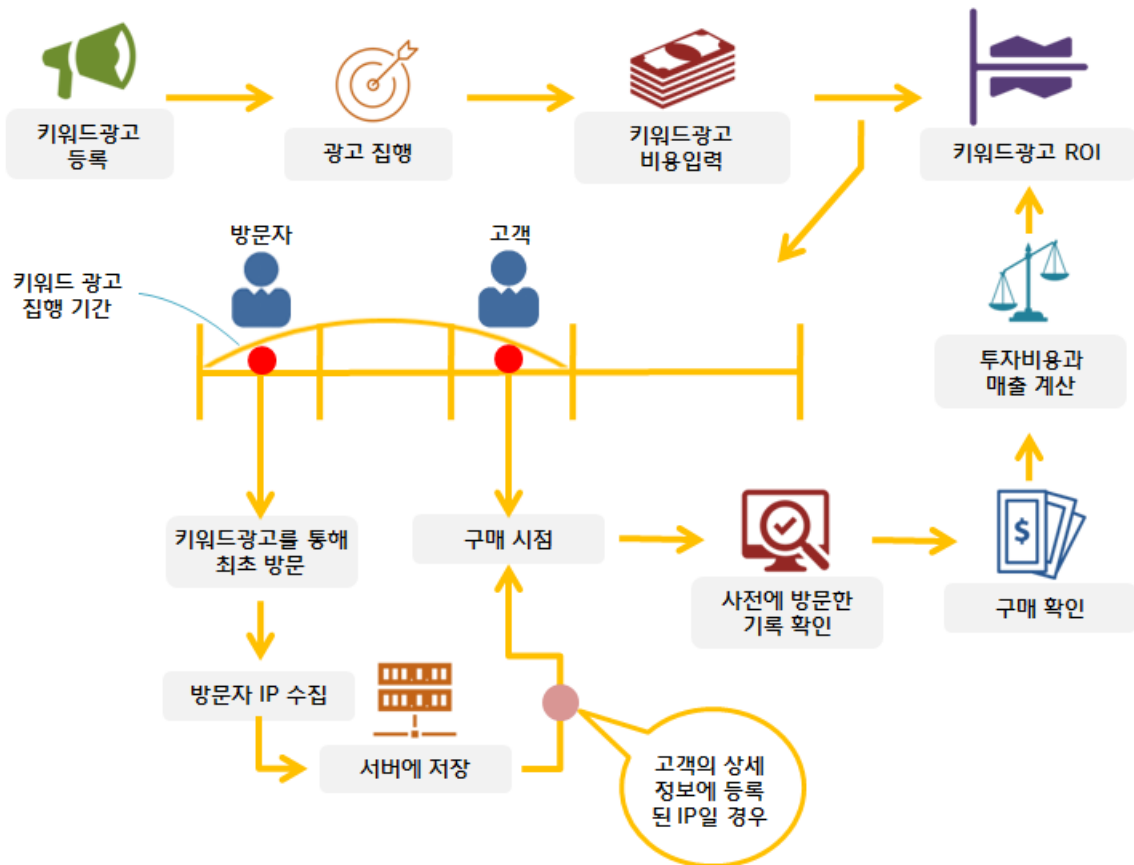 키워드광고
등록
광고 집행
키워드광고
비용입력
키워드광고 ROI
방문자
고객
키워드 광고
집행 기간
투자비용과
매출 계산
키워드광고를 통해
최초 방문
구매 시점
사전에 방문한
기록 확인
$
구매 확인
방문자 IP 수집
서버에 저장
고객의 상세
정보에 등록
된 IP일 경우